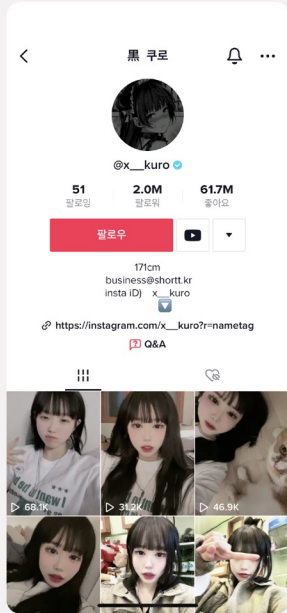 黒 쿠로
@x__kuro
51 2.0M 61.7M
팔로잉 팔로워 좋아요
팔로우
171cm
business@shortt.kr
insta iD) x__kuro
https://instagram.com/x__kuro?r=nametag
Q&A
68.1K 31.2K 46.9K